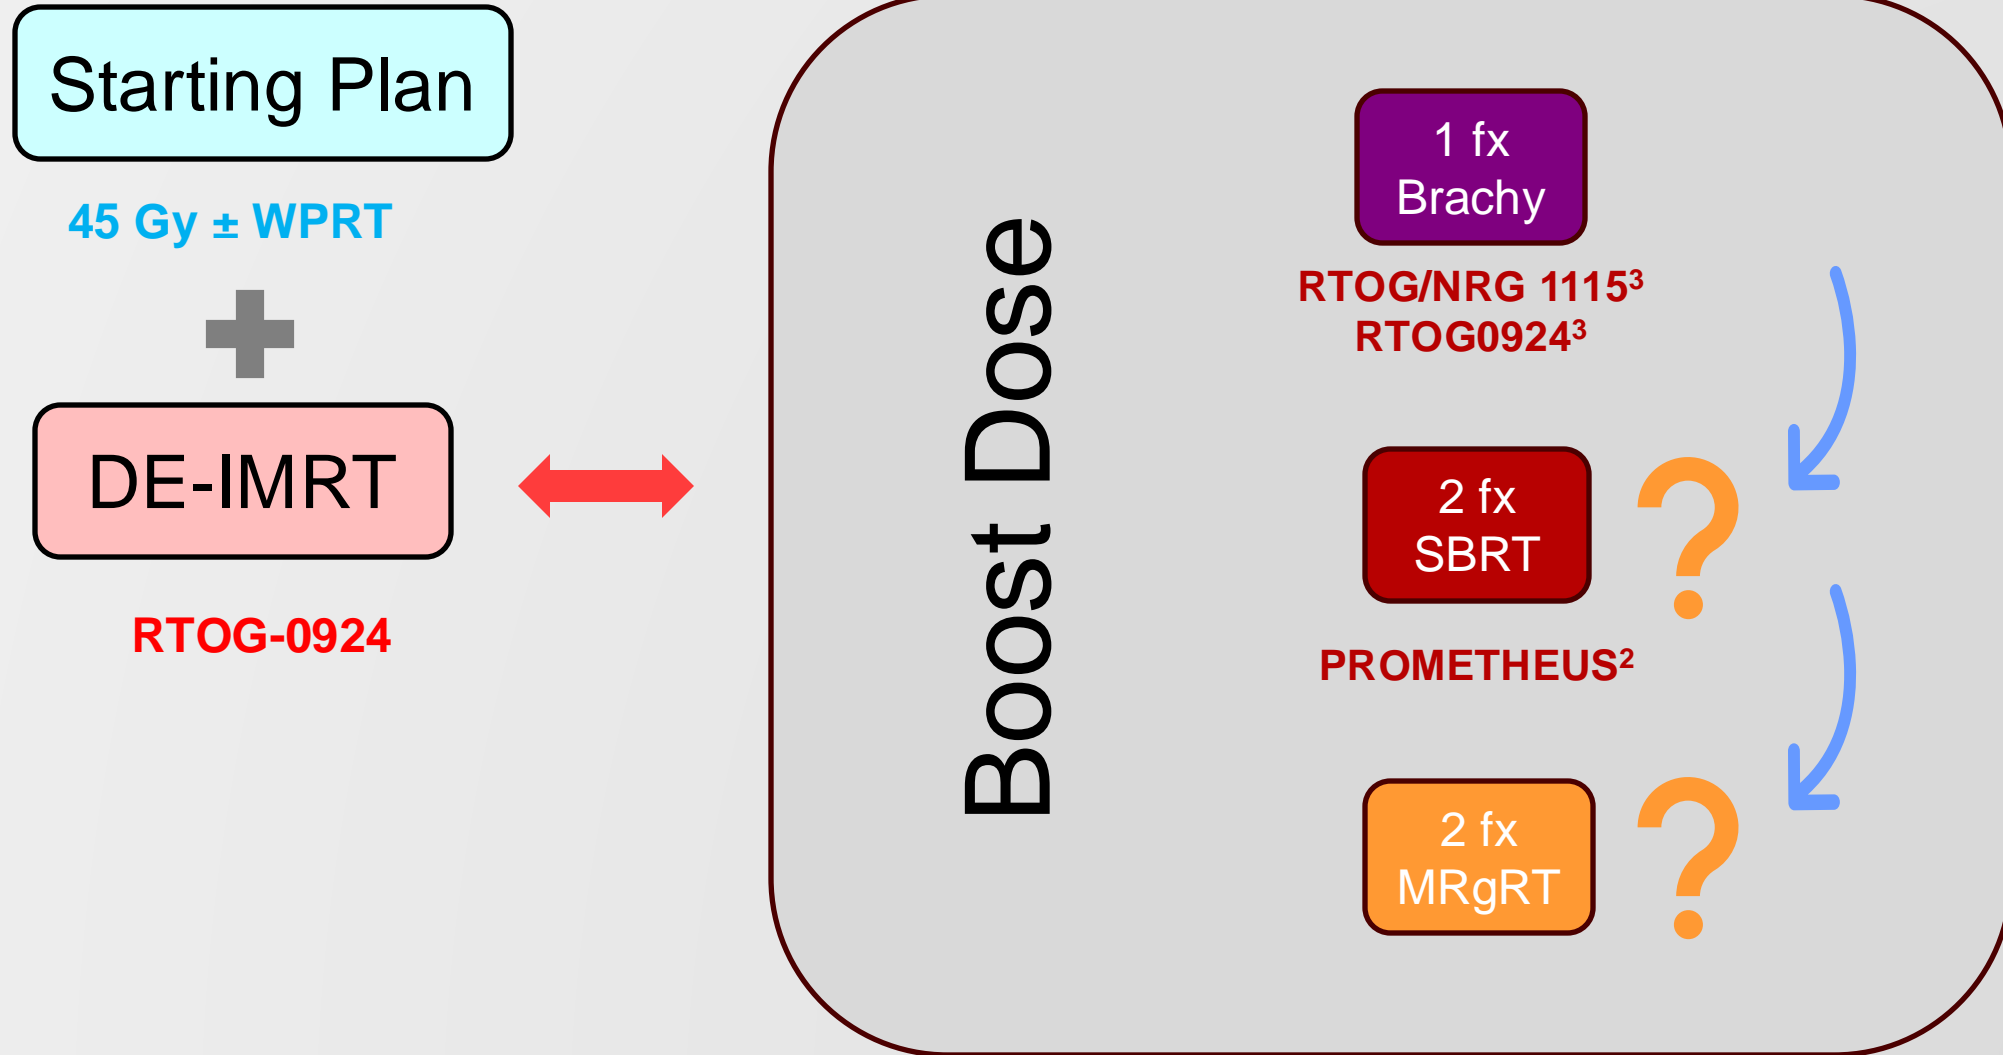 Starting Plan
45 Gy ± WPRT
DE-IMRT
RTOG-0924
Boost Dose
1 fx
Brachy
RTOG/NRG 1115³
RTOG0924³
2 fx
SBRT
?
PROMETHEUS²
2 fx
MRgRT
?